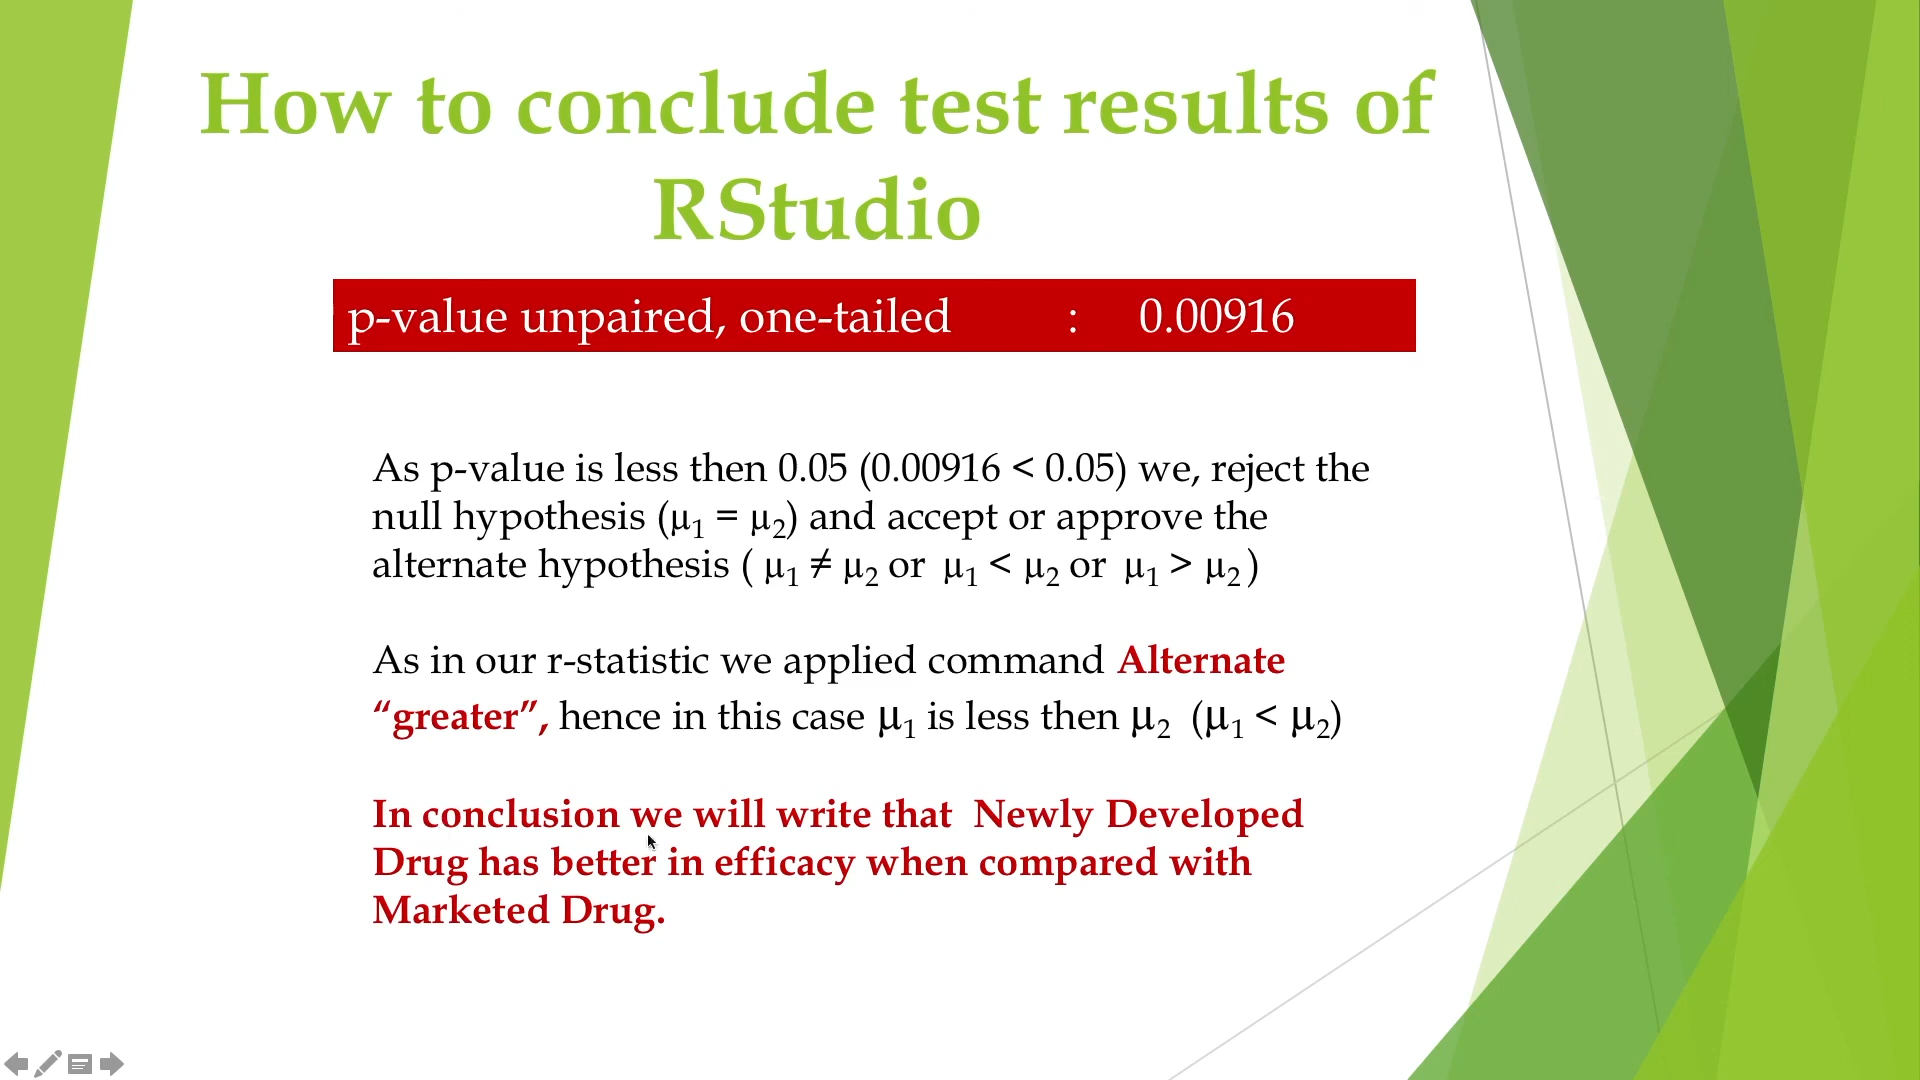 How to conclude test results of
RStudio
p-value unpaired, one-tailed : 0.00916
As p-value is less then 0.05 (0.00916 < 0.05) we, reject the
null hypothesis (µ₁ = µ₂) and accept or approve the
alternate hypothesis ( µ₁ ≠ µ₂ or µ₁ < µ₂ or µ₁ > µ₂ )
As in our r-statistic we applied command Alternate
“greater”, hence in this case µ₁ is less then µ₂ (µ₁ < µ₂)
In conclusion we will write that Newly Developed
Drug has better in efficacy when compared with
Marketed Drug.